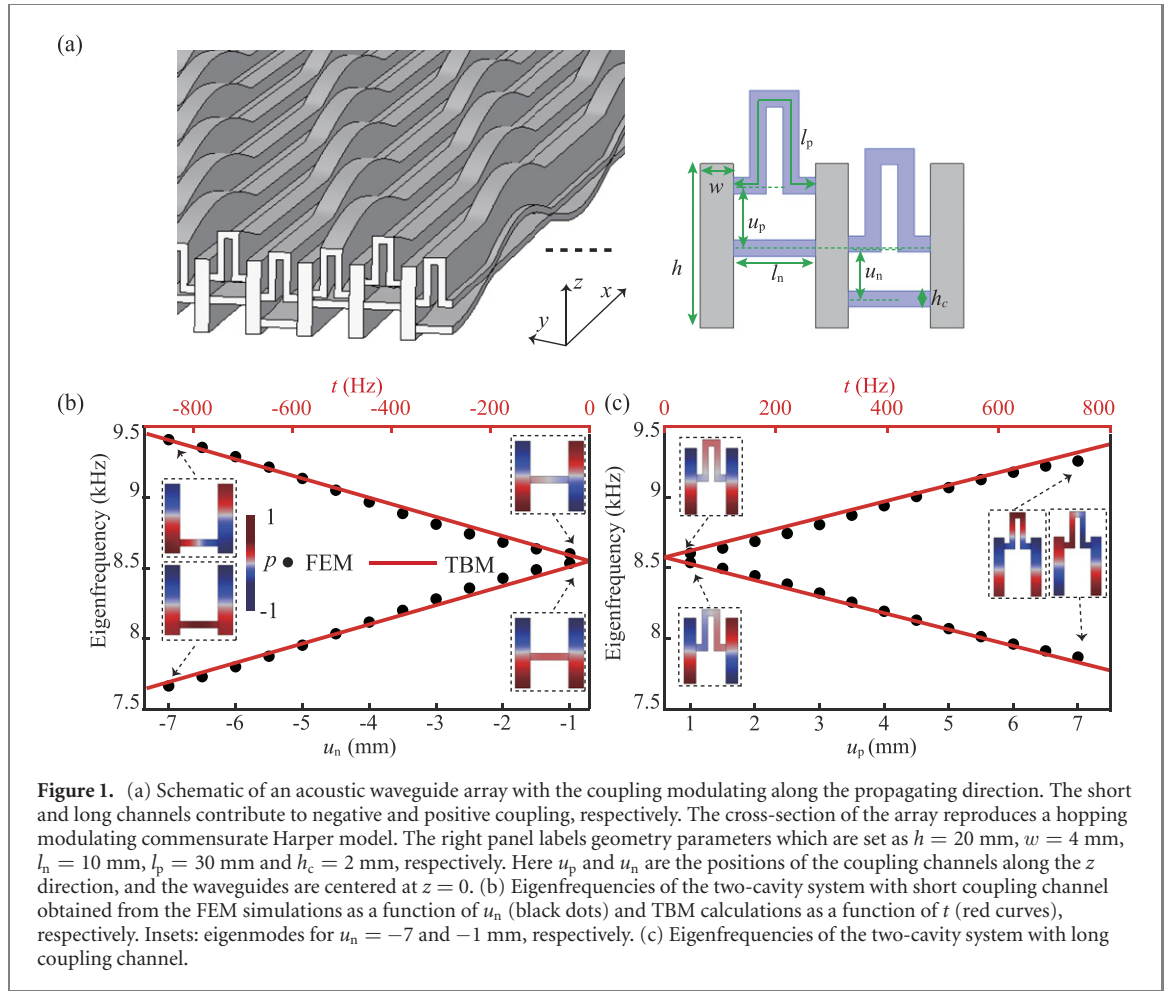 (a)
z
x
y
w
l_p
u_p
h
l_n
u_n
h_c
(b)
t (Hz)
-800 -600 -400 -200 0
9.5
9
8.5
8
7.5
Eigenfrequency (kHz)
1
p
-1
FEM
TBM
-7 -6 -5 -4 -3 -2 -1
u_n (mm)
(c)
t (Hz)
0 200 400 600 800
9.5
9
8.5
8
7.5
Eigenfrequency (kHz)
1 2 3 4 5 6 7
u_p (mm)
Figure 1. (a) Schematic of an acoustic waveguide array with the coupling modulating along the propagating direction. The short
and long channels contribute to negative and positive coupling, respectively. The cross-section of the array reproduces a hopping
modulating commensurate Harper model. The right panel labels geometry parameters which are set as h = 20 mm, w = 4 mm,
l_n = 10 mm, l_p = 30 mm and h_c = 2 mm, respectively. Here u_p and u_n are the positions of the coupling channels along the z
direction, and the waveguides are centered at z = 0. (b) Eigenfrequencies of the two-cavity system with short coupling channel
obtained from the FEM simulations as a function of u_n (black dots) and TBM calculations as a function of t (red curves),
respectively. Insets: eigenmodes for u_n = −7 and −1 mm, respectively. (c) Eigenfrequencies of the two-cavity system with long
coupling channel.